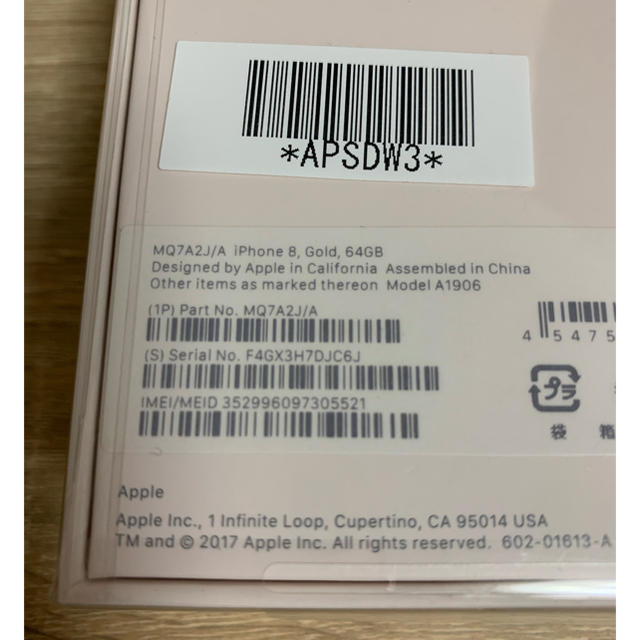 *APSDW3*
MQ7A2J/A iPhone 8, Gold, 64GB
Designed by Apple in California Assembled in China
Other items as marked thereon Model A1906
(1P) Part No. MQ7A2J/A
(S) Serial No. F4GX3H7DJC6J
IMEI/MEID 352996097305521
4 5475
プラ
袋 箱
Apple
Apple Inc., 1 Infinite Loop, Cupertino, CA 95014 USA
TM and © 2017 Apple Inc. All rights reserved. 602-01613-A